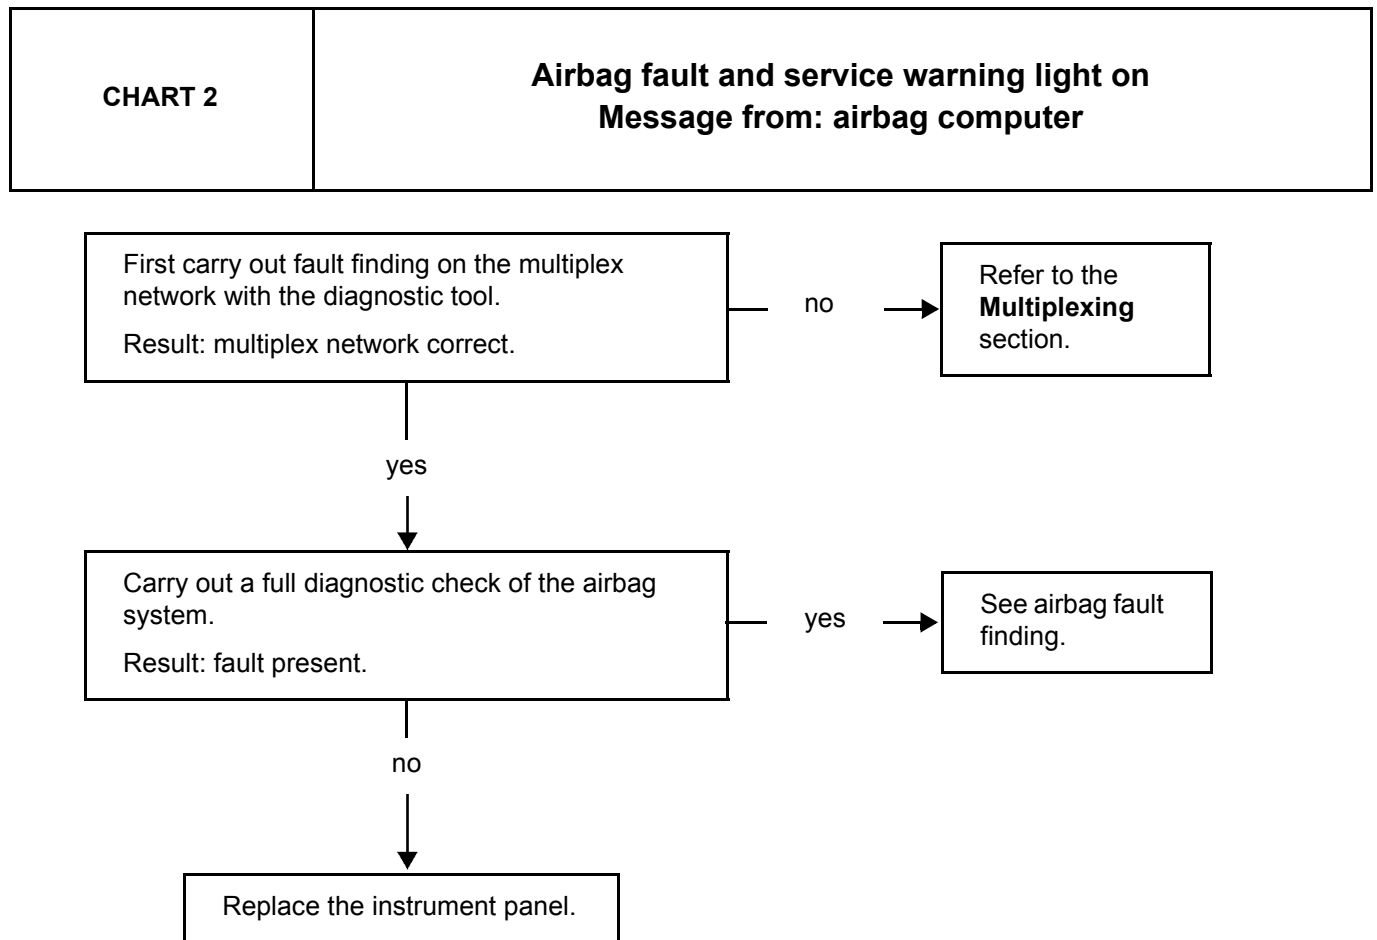 CHART 2
Airbag fault and service warning light on
Message from: airbag computer
First carry out fault finding on the multiplex
network with the diagnostic tool.
Result: multiplex network correct.
no
Refer to the
Multiplexing
section.
yes
Carry out a full diagnostic check of the airbag
system.
Result: fault present.
yes
See airbag fault
finding.
no
Replace the instrument panel.